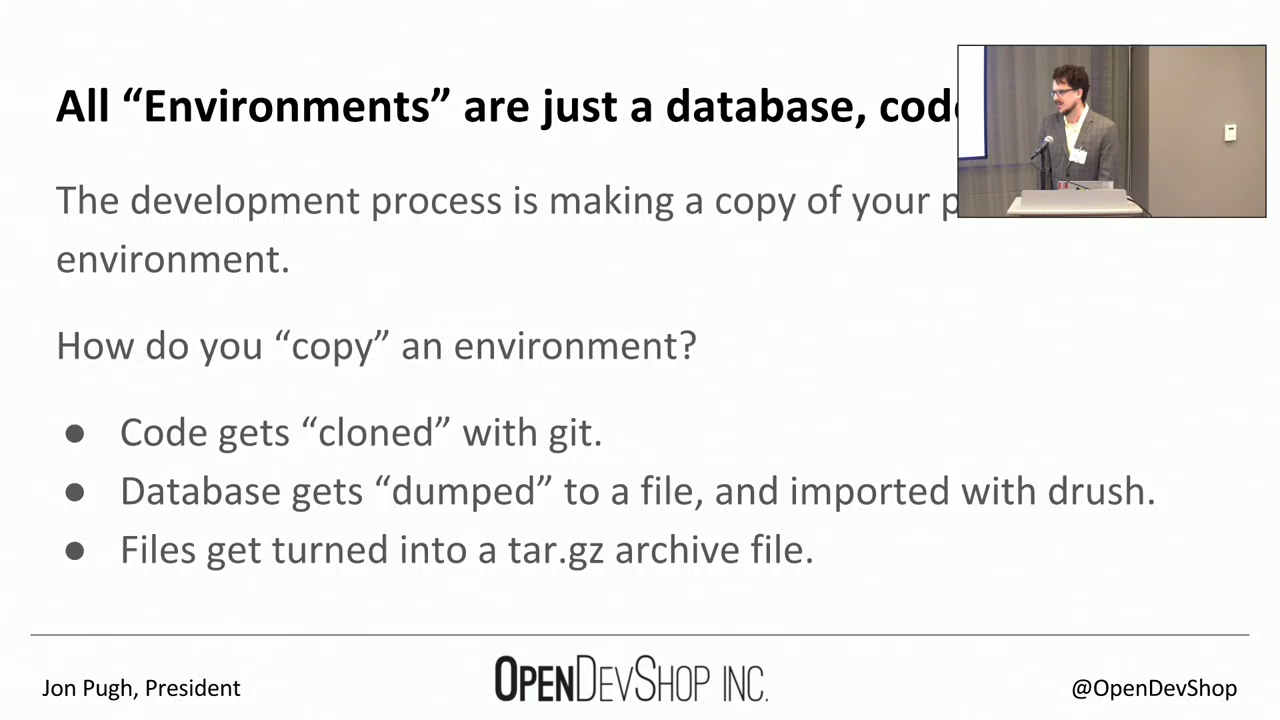 All “Environments” are just a database, code
The development process is making a copy of your
environment.
How do you “copy” an environment?
● Code gets “cloned” with git.
● Database gets “dumped” to a file, and imported with drush.
● Files get turned into a tar.gz archive file.
Jon Pugh, President
OPENDEVSHOP INC.
@OpenDevShop